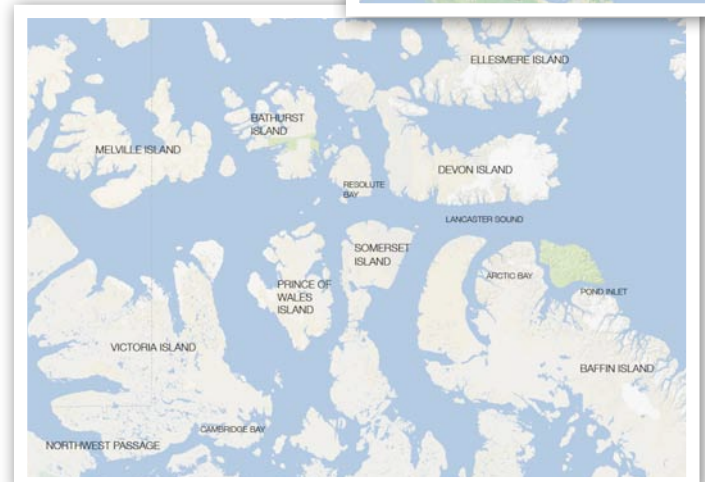 ELLESMERE ISLAND
BATHURST
ISLAND
MELVILLE ISLAND
DEVON ISLAND
RESOLUTE
BAY
LANCASTER SOUND
SOMERSET
ISLAND
ARCTIC BAY
PRINCE OF
WALES
ISLAND
POND INLET
VICTORIA ISLAND
BAFFIN ISLAND
CAMBRIDGE BAY
NORTHWEST PASSAGE